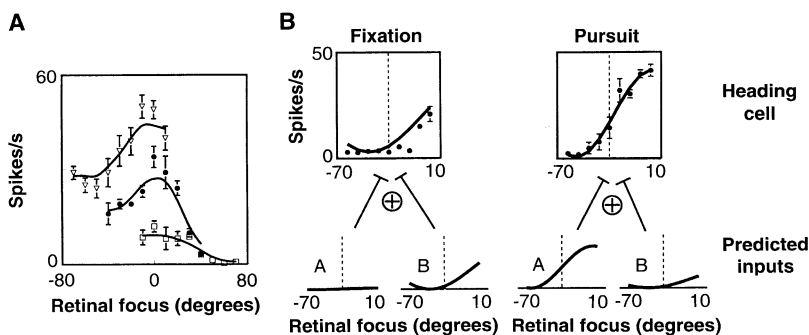 A
60
Spikes/s
0
-80
0
80
Retinal focus (degrees)
B
Fixation
Pursuit
50
Spikes/s
0
-70
10
-70
10
Heading
cell
A
B
A
B
-70
10
-70
10
-70
10
-70
10
Predicted
inputs
Retinal focus (degrees)
Retinal focus (degrees)